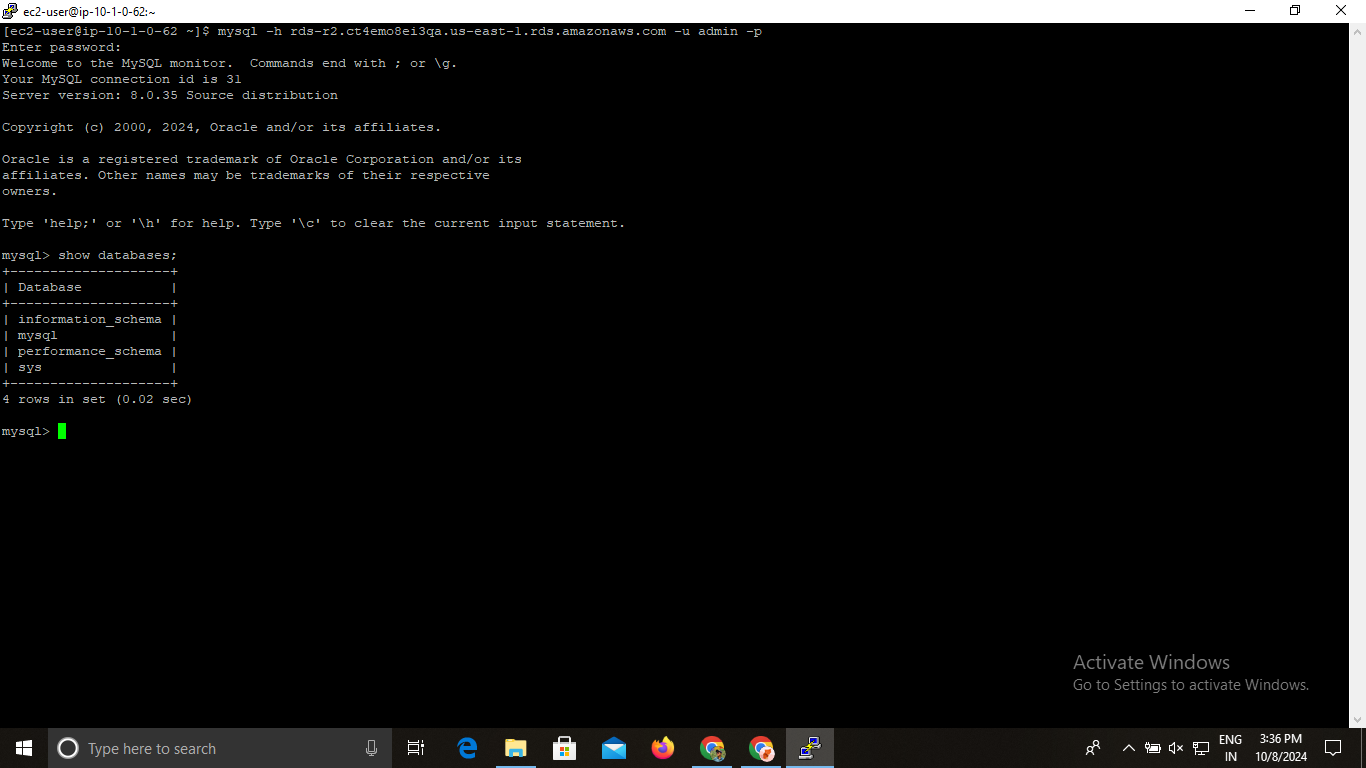 ec2-user@ip-10-1-0-62:~
[ec2-user@ip-10-1-0-62 ~]$ mysql -h rds-r2.ct4emo8ei3qa.us-east-1.rds.amazonaws.com -u admin -p
Enter password:
Welcome to the MySQL monitor.  Commands end with ; or \g.
Your MySQL connection id is 31
Server version: 8.0.35 Source distribution
Copyright (c) 2000, 2024, Oracle and/or its affiliates.
Oracle is a registered trademark of Oracle Corporation and/or its
affiliates. Other names may be trademarks of their respective
owners.
Type 'help;' or '\h' for help. Type '\c' to clear the current input statement.
mysql> show databases;
+--------------------+
| Database           |
+--------------------+
| information_schema |
| mysql              |
| performance_schema |
| sys                |
+--------------------+
4 rows in set (0.02 sec)
mysql>
Activate Windows
Go to Settings to activate Windows.
Type here to search
ENG
IN
3:36 PM
10/8/2024